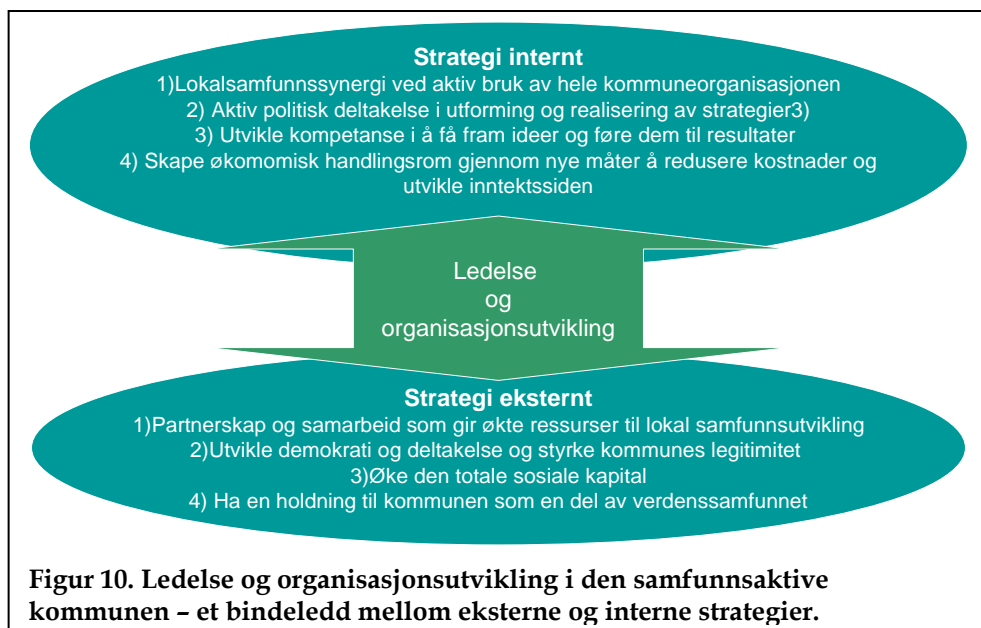 Strategi internt
1)Lokalsamfunnssynergi ved aktiv bruk av hele kommuneorganisasjonen
2) Aktiv politisk deltakelse i utforming og realisering av strategier3)
3) Utvikle kompetanse i å få fram ideer og føre dem til resultater
4) Skape økomomisk handlingsrom gjennom nye måter å redusere kostnader og
utvikle inntektssiden
Ledelse
og
organisasjonsutvikling
Strategi eksternt
1)Partnerskap og samarbeid som gir økte ressurser til lokal samfunnsutvikling
2)Utvikle demokrati og deltakelse og styrke kommunes legitimitet
3)Øke den totale sosiale kapital
4) Ha en holdning til kommunen som en del av verdenssamfunnet
Figur 10. Ledelse og organisasjonsutvikling i den samfunnsaktive
kommunen – et bindeledd mellom eksterne og interne strategier.